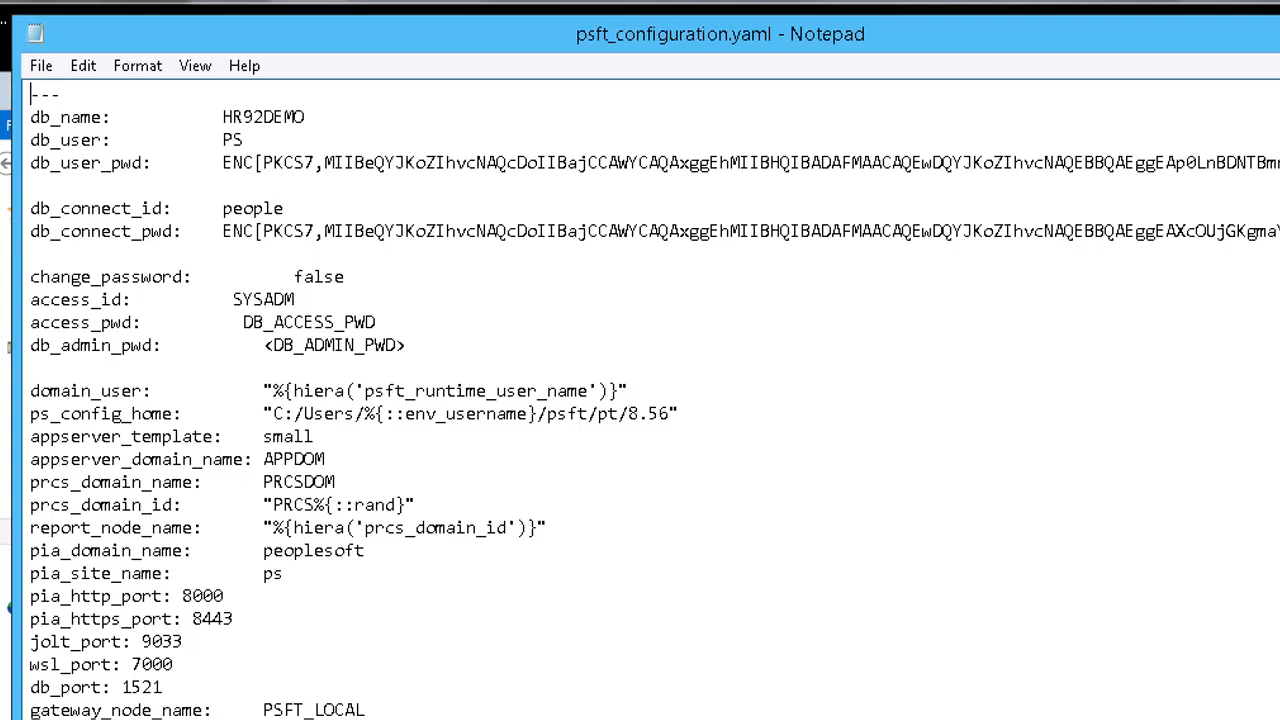 psft_configuration.yaml - Notepad
File Edit Format View Help
---
db_name: HR92DEMO
db_user: PS
db_user_pwd: ENC[PKCS7,MIIBeQYJKoZIhvcNAQcDoIIBajCCAWYCAQAxggEhMIIBHQIBADAFMAACAQEwDQYJKoZIhvcNAQEBBQAEggEAp0LnBDNTBm
db_connect_id: people
db_connect_pwd: ENC[PKCS7,MIIBeQYJKoZIhvcNAQcDoIIBajCCAWYCAQAxggEhMIIBHQIBADAFMAACAQEwDQYJKoZIhvcNAQEBBQAEggEAXcOUjGKgma
change_password: false
access_id: SYSADM
access_pwd: DB_ACCESS_PWD
db_admin_pwd: <DB_ADMIN_PWD>
domain_user: "%{hiera('psft_runtime_user_name')}"
ps_config_home: "C:/Users/%{::env_username}/psft/pt/8.56"
appserver_template: small
appserver_domain_name: APPDOM
prcs_domain_name: PRCSDOM
prcs_domain_id: "PRCS%{::rand}"
report_node_name: "%{hiera('prcs_domain_id')}"
pia_domain_name: peoplesoft
pia_site_name: ps
pia_http_port: 8000
pia_https_port: 8443
jolt_port: 9033
wsl_port: 7000
db_port: 1521
gateway_node_name: PSFT_LOCAL